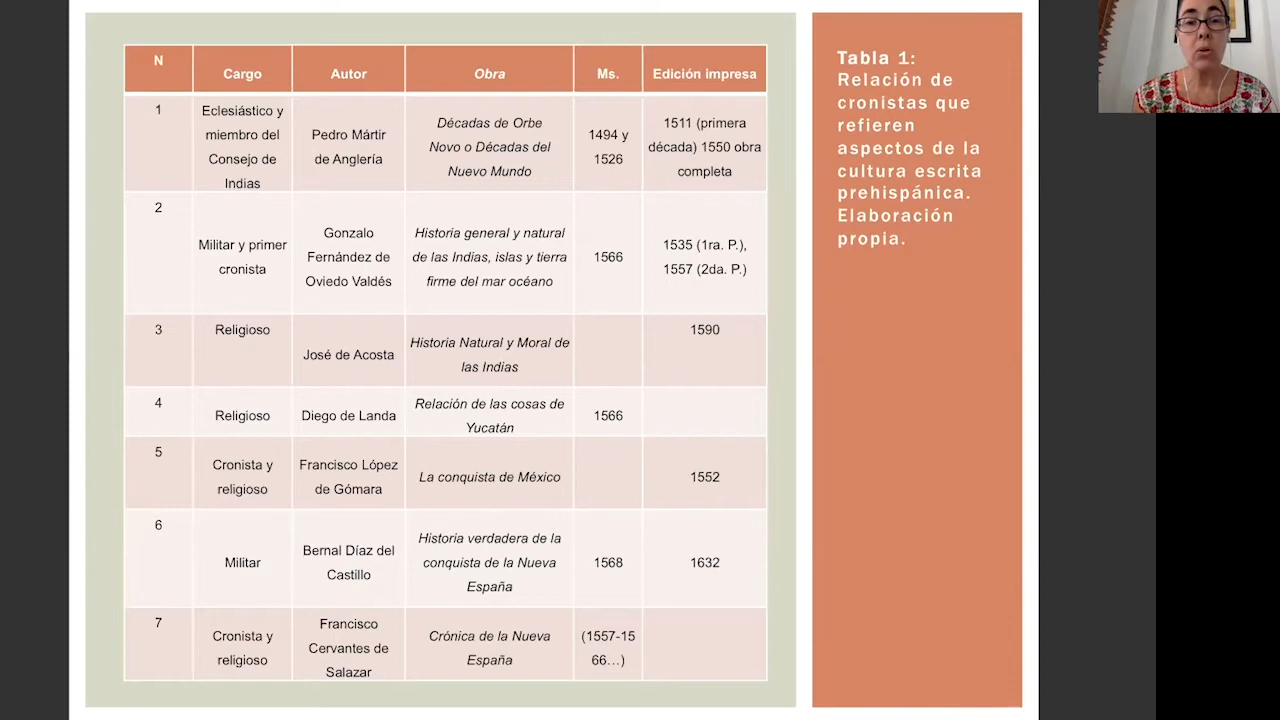 N
Cargo
Autor
Obra
Ms.
Edición impresa
1
Eclesiástico y
miembro del
Consejo de
Indias
Pedro Mártir
de Anglería
Décadas de Orbe
Novo o Décadas del
Nuevo Mundo
1494 y
1526
1511 (primera
década) 1550 obra
completa
2
Militar y primer
cronista
Gonzalo
Fernández de
Oviedo Valdés
Historia general y natural
de las Indias, islas y tierra
firme del mar océano
1566
1535 (1ra. P.),
1557 (2da. P.)
3
Religioso
José de Acosta
Historia Natural y Moral de
las Indias
1590
4
Religioso
Diego de Landa
Relación de las cosas de
Yucatán
1566
5
Cronista y
religioso
Francisco López
de Gómara
La conquista de México
1552
6
Militar
Bernal Díaz del
Castillo
Historia verdadera de la
conquista de la Nueva
España
1568
1632
7
Cronista y
religioso
Francisco
Cervantes de
Salazar
Crónica de la Nueva
España
(1557-15
66…)
Tabla 1:
Relación de
cronistas que
refieren
aspectos de la
cultura escrita
prehispánica.
Elaboración
propia.